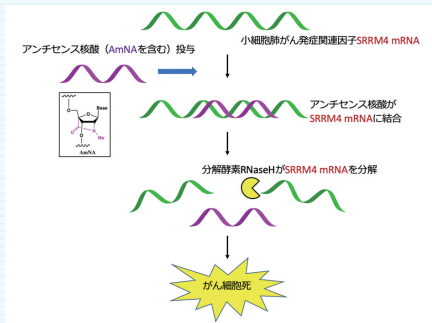 小細胞肺がん発症関連因子SRRM4 mRNA
アンチセンス核酸（AmNAを含む）投与
アンチセンス核酸が
SRRM4 mRNAに結合
Base
O
O
O
N
Me
O
AmNA
分解酵素RNaseHがSRRM4 mRNAを分解
がん細胞死